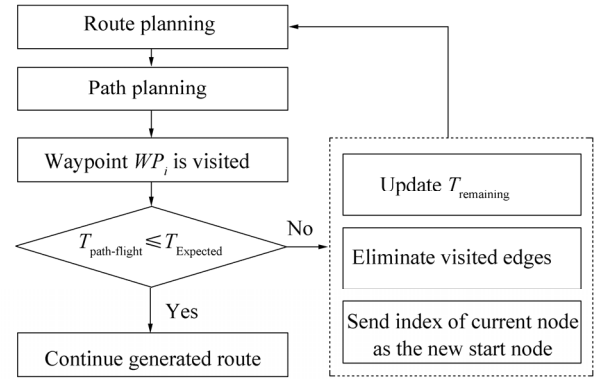 Route planning
Path planning
Waypoint WP_i is visited
T_path-flight ⩽ T_Expected
No
Yes
Continue generated route
Update T_remaining
Eliminate visited edges
Send index of current node
as the new start node